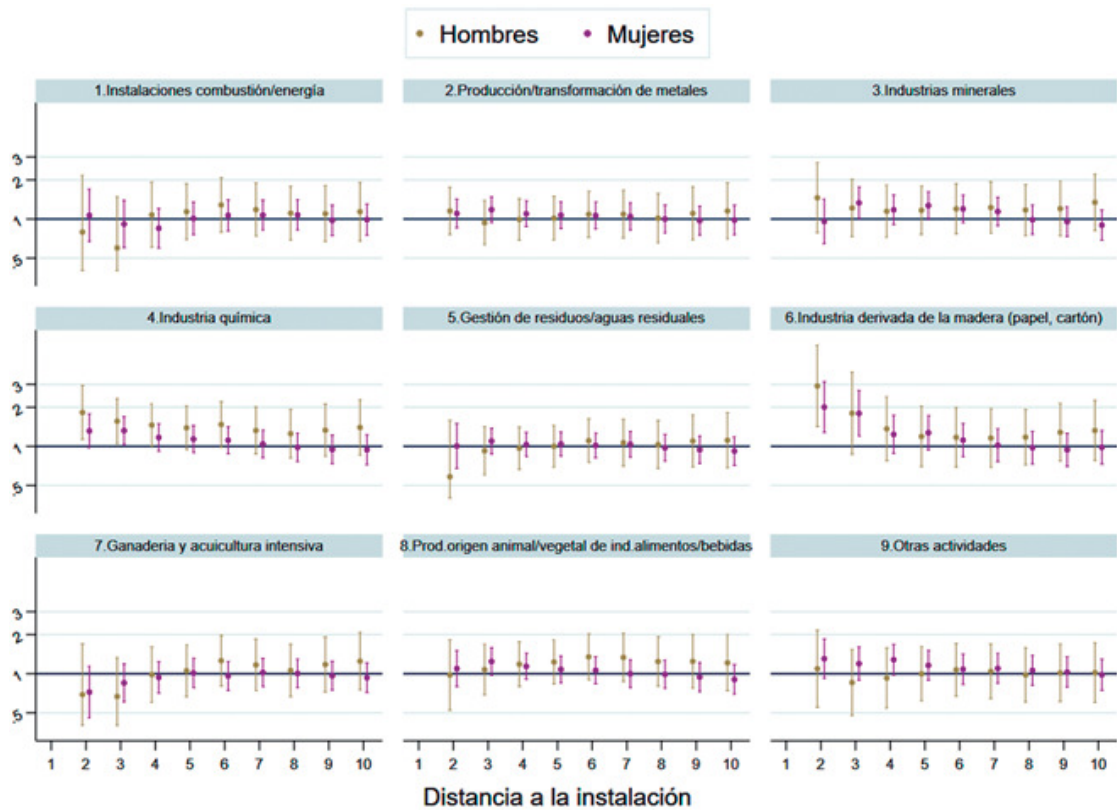 Hombres Mujeres
1.Instalaciones combustión/energía 2.Producción/transformación de metales 3.Industrias minerales
3
2
1
.5
4.Industria química 5.Gestión de residuos/aguas residuales 6.Industria derivada de la madera (papel, cartón)
3
2
1
.5
7.Ganaderia y acuicultura intensiva 8.Prod.origen animal/vegetal de ind.alimentos/bebidas 9.Otras actividades
3
2
1
.5
1 2 3 4 5 6 7 8 9 10 1 2 3 4 5 6 7 8 9 10 1 2 3 4 5 6 7 8 9 10
Distancia a la instalación